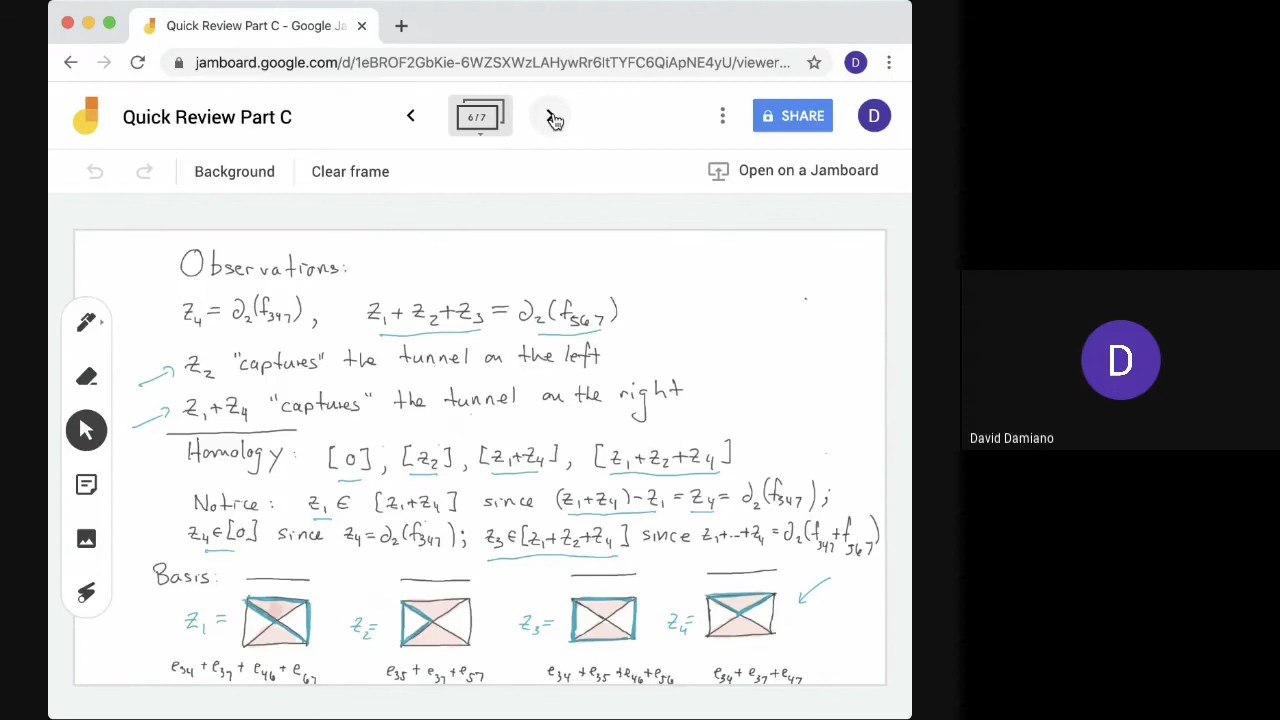 Quick Review Part C - Google Ja
jamboard.google.com/d/1eBROF2GbKie-6WZSXWzLAHywRr6ItTYFC6QiApNE4yU/viewer...
D
Quick Review Part C
6/7
SHARE
D
Background
Clear frame
Open on a Jamboard
Observations:
z₄ = ∂₂(f₃₄₇), z₁ + z₂ + z₃ = ∂₂(f₅₆₇)
z₂ "captures" the tunnel on the left
z₁+z₄ "captures" the tunnel on the right
Homology: [0], [z₂], [z₁+z₄], [z₁+z₂+z₄]
Notice: z₁ ∈ [z₁+z₄] since (z₁+z₄)-z₁ = z₄ = ∂₂(f₃₄₇);
z₄∈[0] since z₄=∂₂(f₃₄₇); z₃∈[z₁+z₂+z₄] since z₁+...+z₄=∂₂(f₃₄₇+f₅₆₇)
Basis:
z₁ = z₂= z₃= z₄=
e₃₄ + e₃₇ + e₄₆ + e₆₇ e₃₅ + e₃₇ + e₅₇ e₃₄ + e₃₅ + e₄₆ + e₅₆ e₃₄ + e₃₇ + e₄₇
D
David Damiano